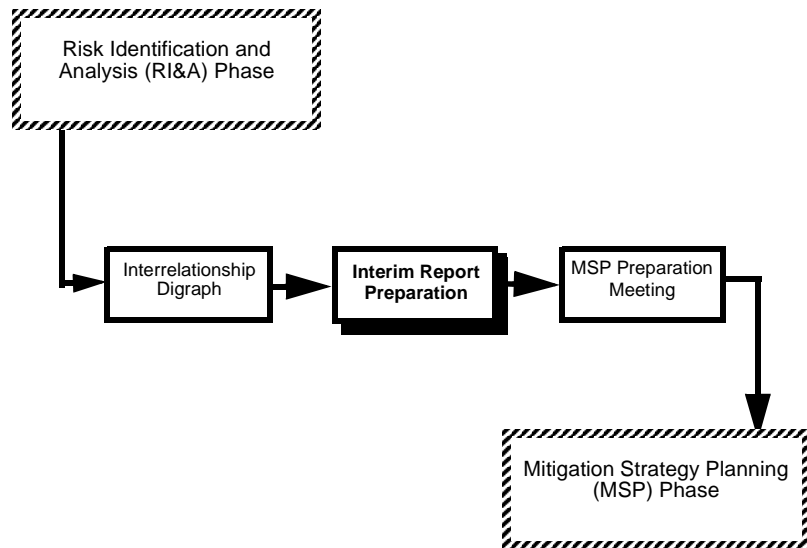 Risk Identification and
Analysis (RI&A) Phase
Interrelationship
Digraph
Interim Report
Preparation
MSP Preparation
Meeting
Mitigation Strategy Planning
(MSP) Phase